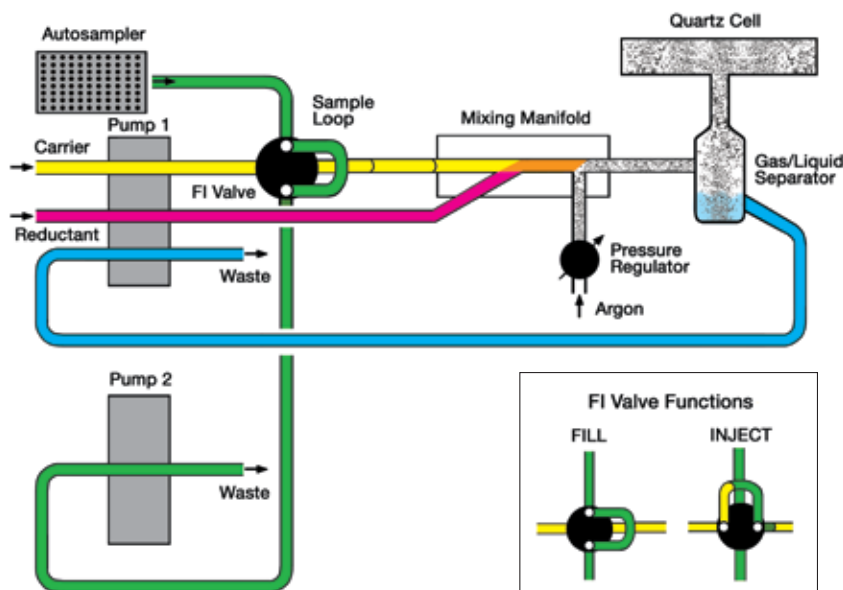 Quartz Cell
Autosampler
Sample
Loop
Pump 1
Mixing Manifold
Carrier
Gas/Liquid
Separator
FI Valve
Reductant
Pressure
Regulator
Waste
Argon
Pump 2
Waste
FI Valve Functions
FILL
INJECT